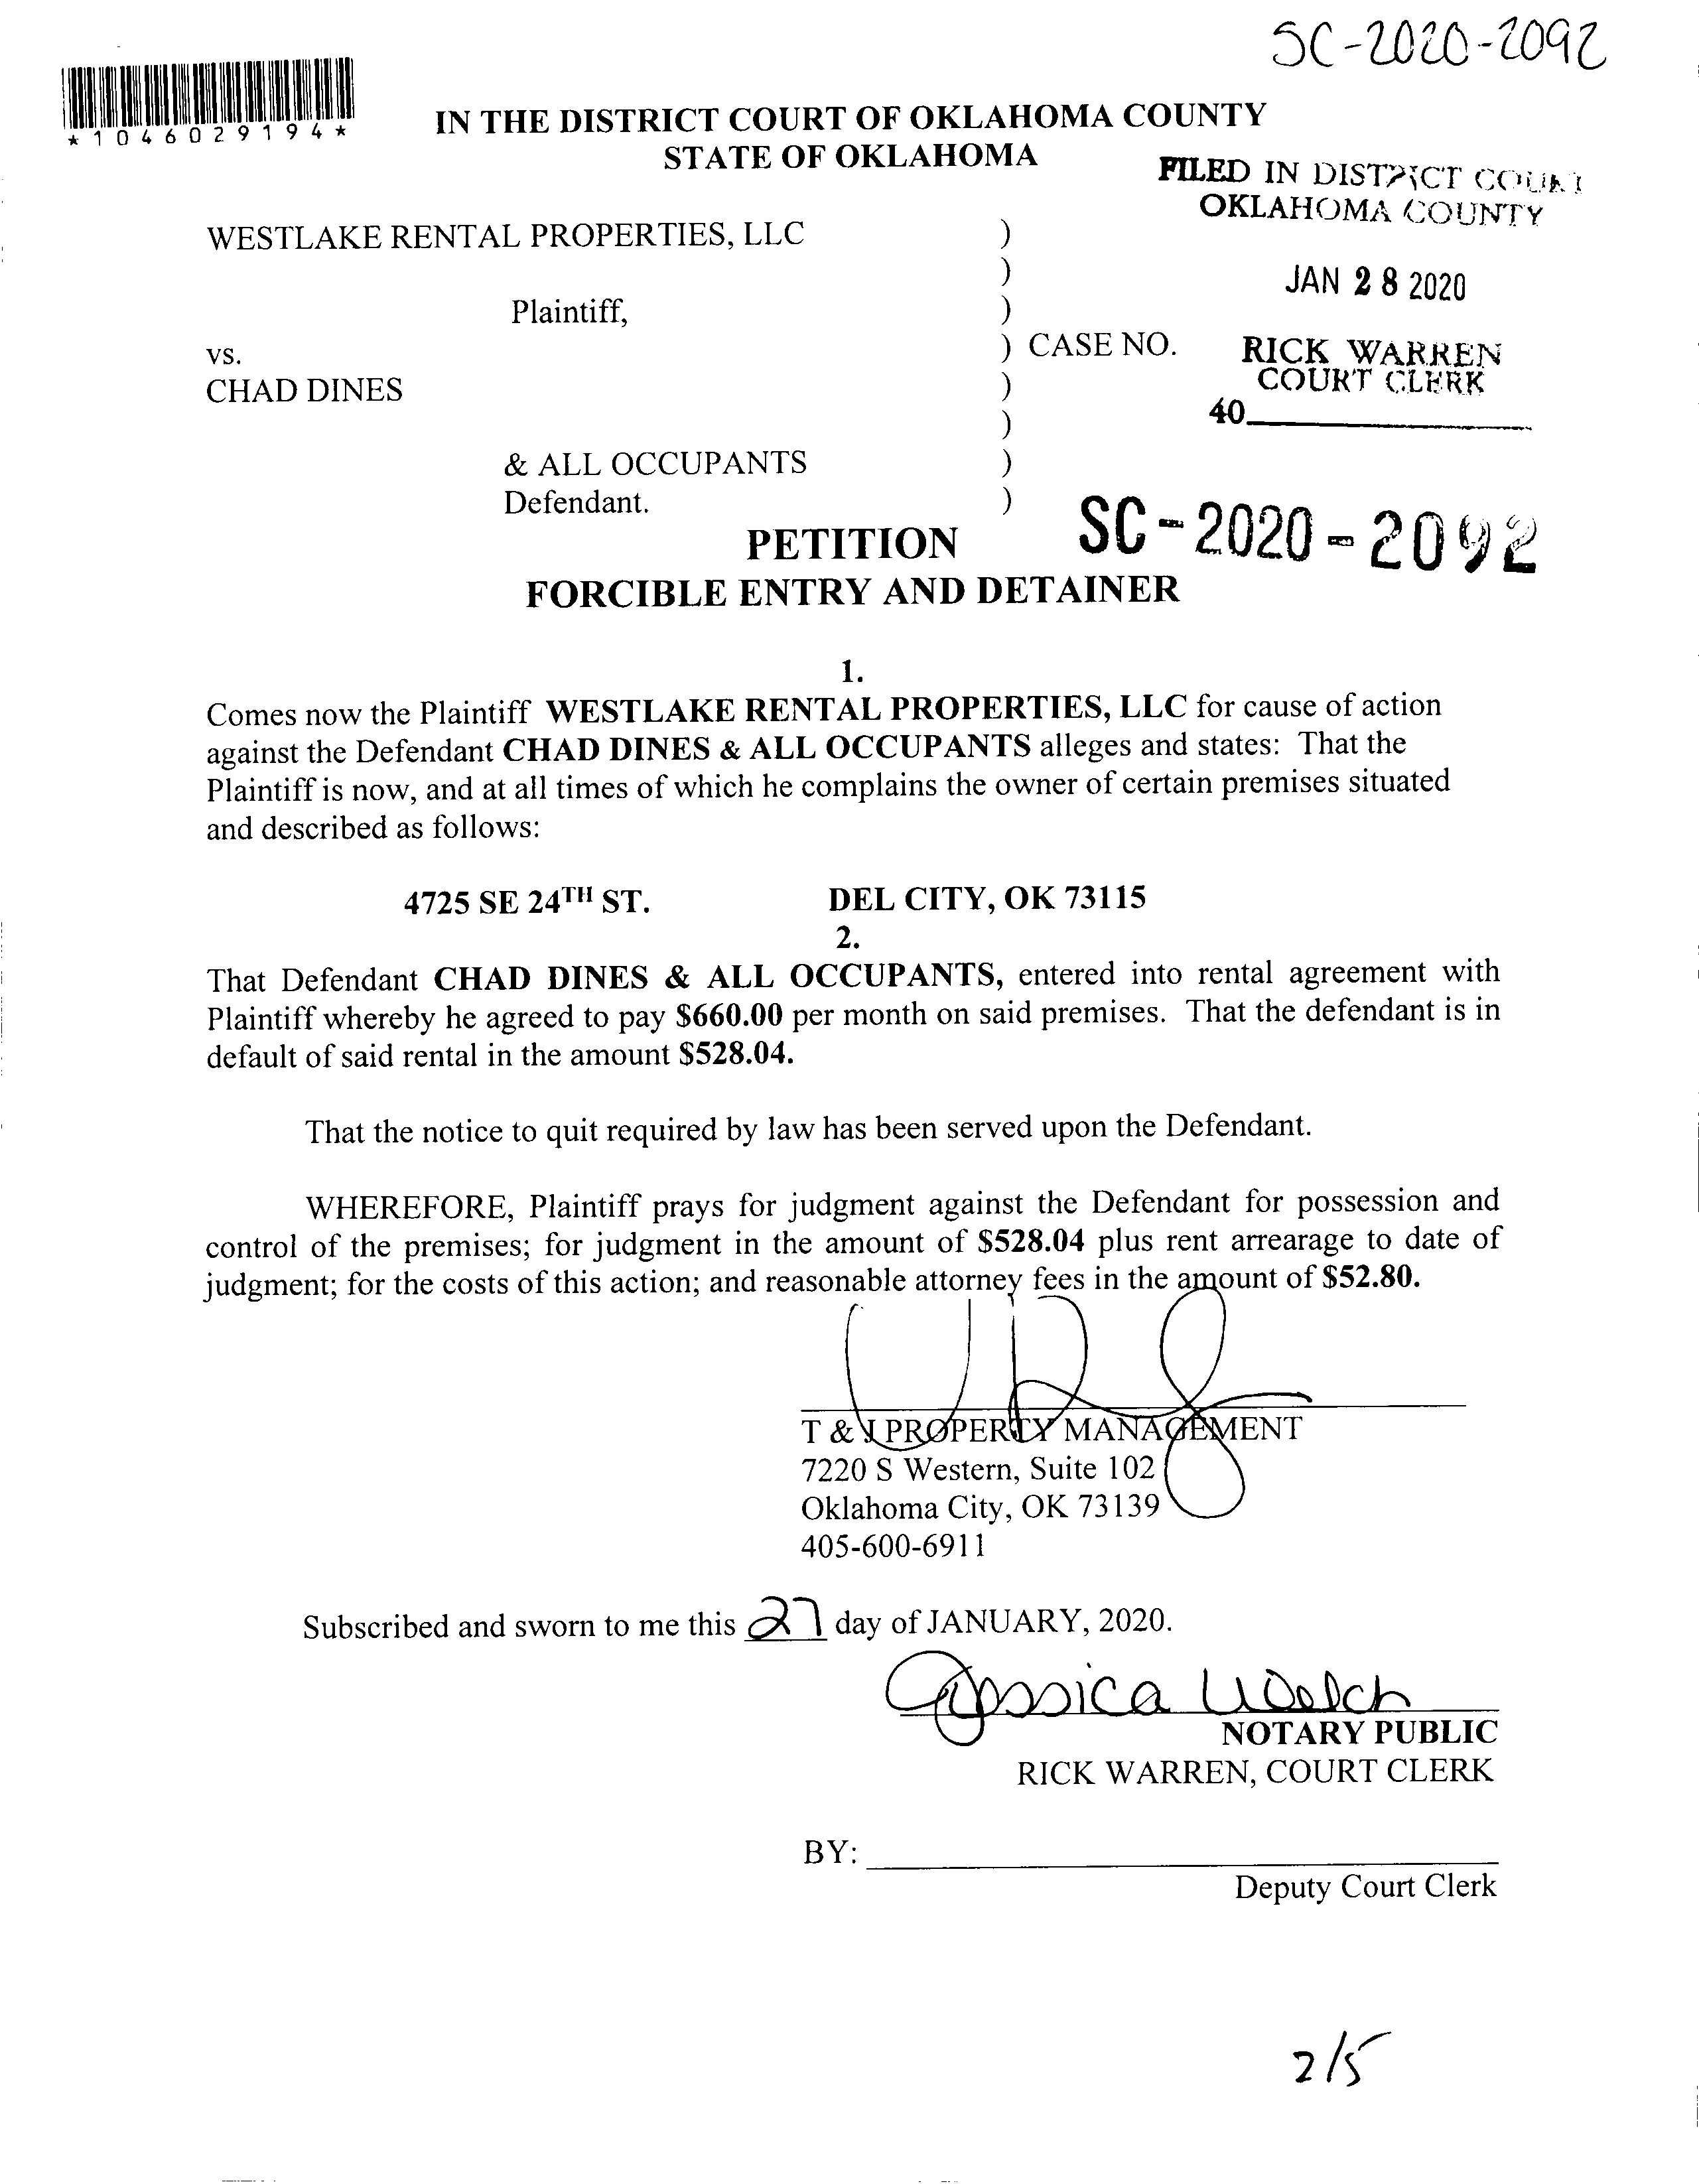 SC-2020-2092
*1046029194*
IN THE DISTRICT COURT OF OKLAHOMA COUNTY
STATE OF OKLAHOMA
FILED IN DISTRICT COURT
OKLAHOMA COUNTY
WESTLAKE RENTAL PROPERTIES, LLC )
)
JAN 28 2020
Plaintiff, )
vs. ) CASE NO.
RICK WARREN
COURT CLERK
CHAD DINES )
40
)
& ALL OCCUPANTS )
Defendant. )
SC-2020-2092
PETITION
FORCIBLE ENTRY AND DETAINER
1.
Comes now the Plaintiff WESTLAKE RENTAL PROPERTIES, LLC for cause of action
against the Defendant CHAD DINES & ALL OCCUPANTS alleges and states: That the
Plaintiff is now, and at all times of which he complains the owner of certain premises situated
and described as follows:
4725 SE 24TH ST. DEL CITY, OK 73115
2.
That Defendant CHAD DINES & ALL OCCUPANTS, entered into rental agreement with
Plaintiff whereby he agreed to pay $660.00 per month on said premises. That the defendant is in
default of said rental in the amount $528.04.
That the notice to quit required by law has been served upon the Defendant.
WHEREFORE, Plaintiff prays for judgment against the Defendant for possession and
control of the premises; for judgment in the amount of $528.04 plus rent arrearage to date of
judgment; for the costs of this action; and reasonable attorney fees in the amount of $52.80.
T & J PROPERTY MANAGEMENT
7220 S Western, Suite 102
Oklahoma City, OK 73139
405-600-6911
Subscribed and sworn to me this 27 day of JANUARY, 2020.
Jessica Welch
NOTARY PUBLIC
RICK WARREN, COURT CLERK
BY:
Deputy Court Clerk
2/5